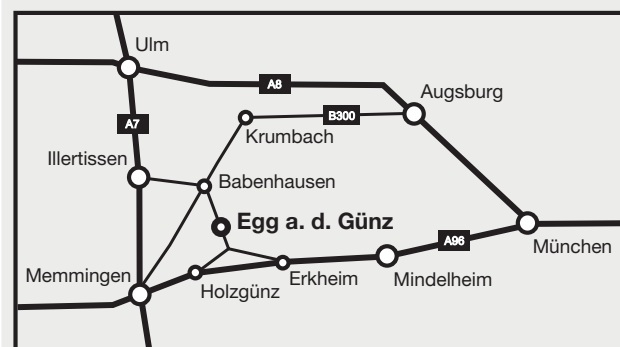 Ulm
A8
Augsburg
A7
B300
Krumbach
Illertissen
Babenhausen
Egg a. d. Günz
A96
München
Memmingen
Holzgünz
Erkheim
Mindelheim